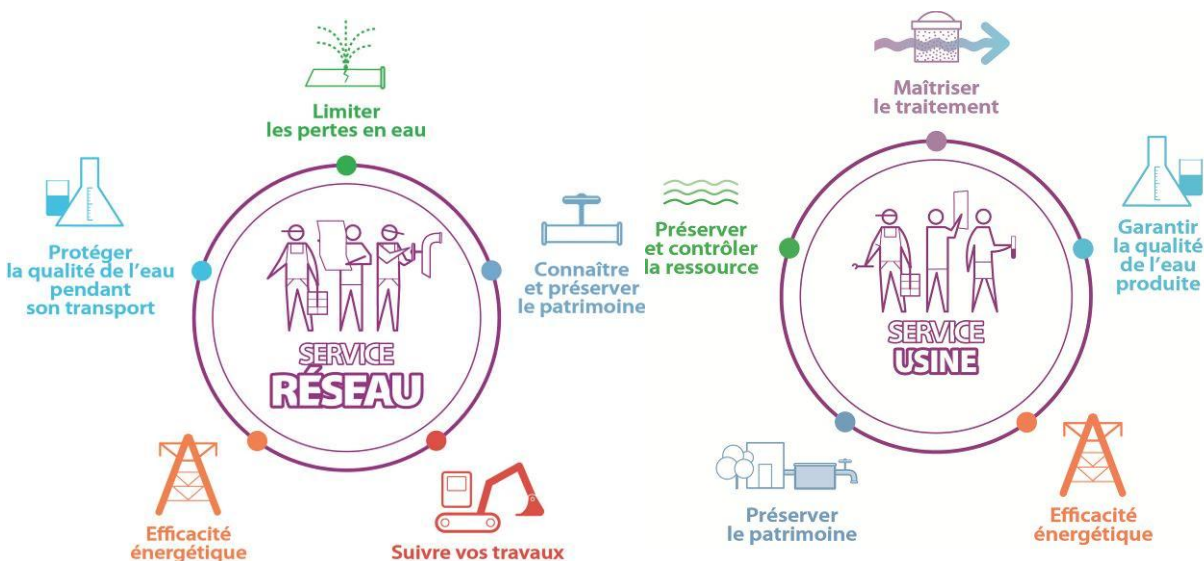 Limiter
les pertes en eau
Protéger
la qualité de l'eau
pendant
son transport
Connaître
et préserver
le patrimoine
SERVICE
RÉSEAU
Efficacité
énergétique
Suivre vos travaux
Maîtriser
le traitement
Préserver
et contrôler
la ressource
Garantir
la qualité
de l'eau
produite
SERVICE
USINE
Préserver
le patrimoine
Efficacité
énergétique